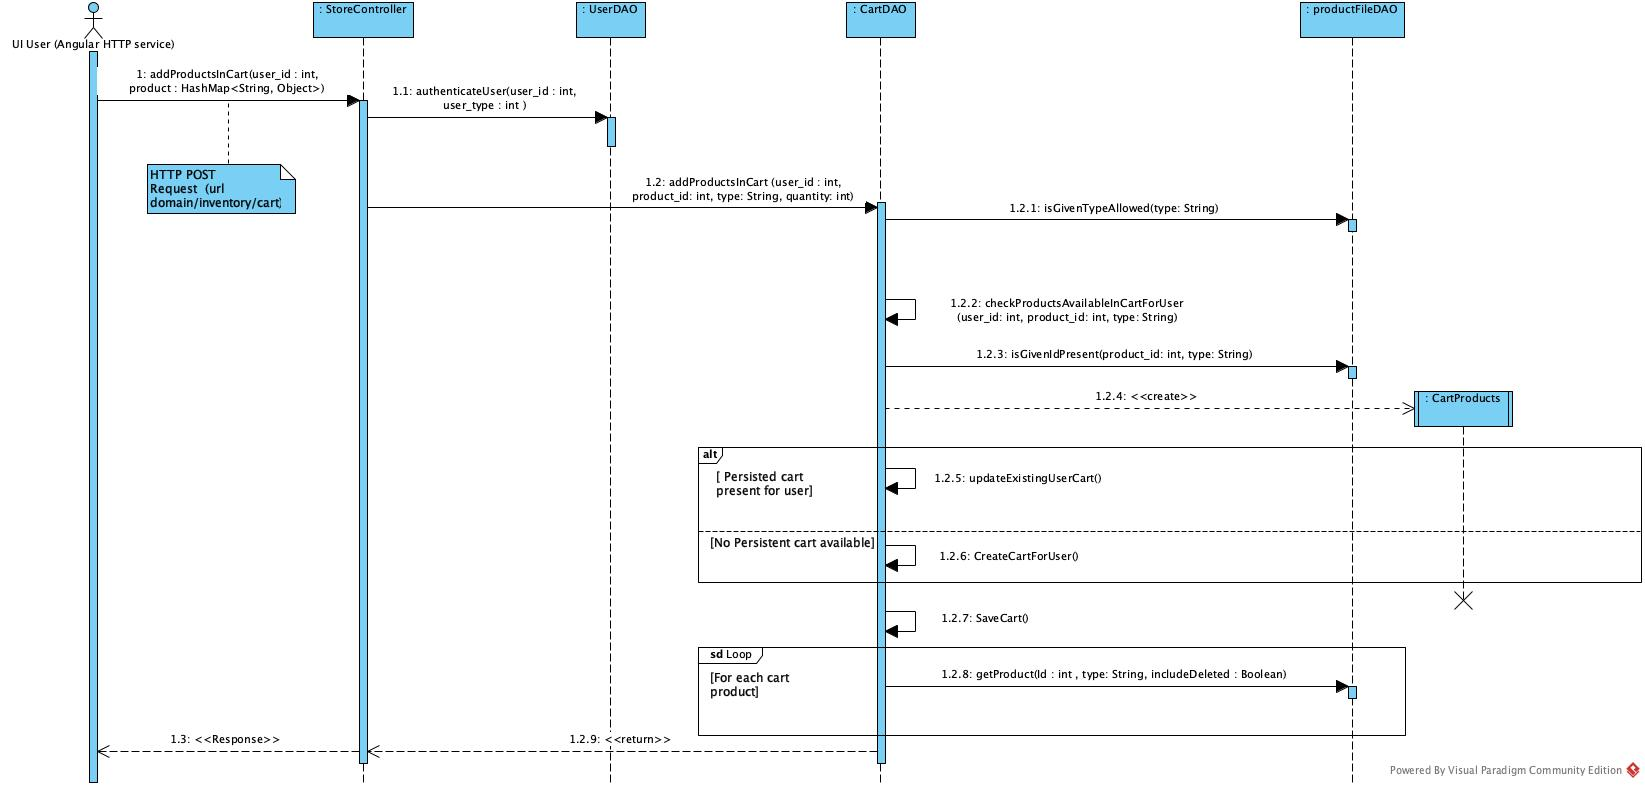 : StoreController
: UserDAO
: CartDAO
: productFileDAO
UI User (Angular HTTP service)
1: addProductsInCart(user_id : int,
product : HashMap<String, Object>)
1.1: authenticateUser(user_id : int,
user_type : int )
HTTP POST
Request  (url
domain/inventory/cart)
1.2: addProductsInCart (user_id : int,
product_id: int, type: String, quantity: int)
1.2.1: isGivenTypeAllowed(type: String)
1.2.2: checkProductsAvailableInCartForUser
(user_id: int, product_id: int, type: String)
1.2.3: isGivenIdPresent(product_id: int, type: String)
1.2.4: <<create>>
: CartProducts
alt
[ Persisted cart
present for user]
1.2.5: updateExistingUserCart()
[No Persistent cart available]
1.2.6: CreateCartForUser()
1.2.7: SaveCart()
sd Loop
[For each cart
product]
1.2.8: getProduct(Id : int , type: String, includeDeleted : Boolean)
1.3: <<Response>>
1.2.9: <<return>>
Powered By Visual Paradigm Community Edition